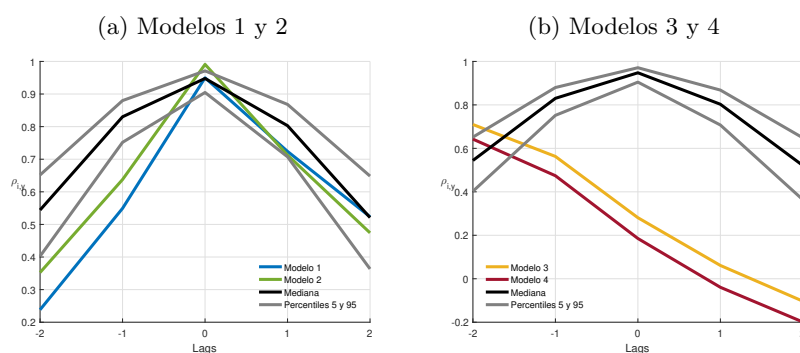 (a) Modelos 1 y 2
1
0.9
0.8
0.7
ρi,y
0.6
0.5
0.4
0.3
0.2
-2
-1
0
1
2
Lags
Modelo 1
Modelo 2
Mediana
Percentiles 5 y 95
(b) Modelos 3 y 4
1
0.8
0.6
ρi,y
0.4
0.2
0
-0.2
-2
-1
0
1
Lags
Modelo 3
Modelo 4
Mediana
Percentiles 5 y 95